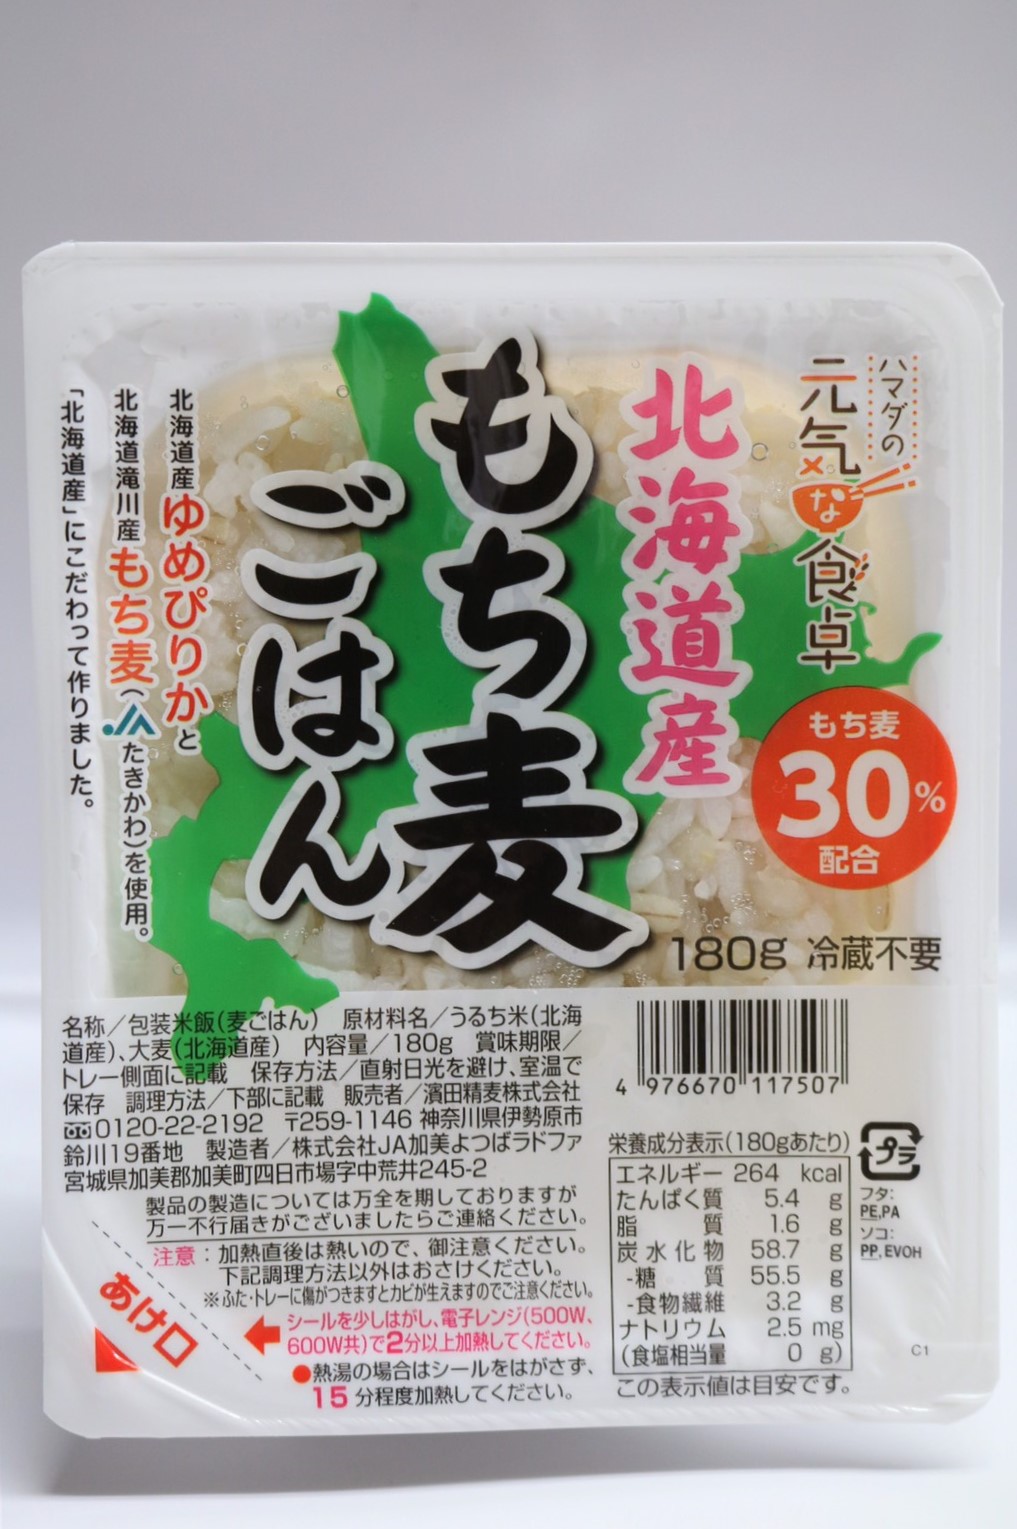 ハマダの
元気な食卓
北海道産
もち麦
ごはん
北海道産ゆめぴりかと
北海道滝川産もち麦(JAたきかわ)を使用。
「北海道産」にこだわって作りました。
もち麦
30%
配合
180g 冷蔵不要
名称/包装米飯(麦ごはん) 原材料名/うるち米(北海
道産)、大麦(北海道産) 内容量/180g 賞味期限/
トレー側面に記載 保存方法/直射日光を避け、室温で
保存 調理方法/下部に記載 販売者/濱田精麦株式会社
0120-22-2192 〒259-1146 神奈川県伊勢原市
鈴川19番地 製造者/株式会社JA加美よつばラドファ
宮城県加美郡加美町四日市場字中荒井245-2
製品の製造については万全を期しておりますが
万一不行届きがございましたらご連絡ください。
注意:加熱直後は熱いので、御注意ください。
下記調理方法以外はおさけください。
※ふた・トレーに傷がつきますとカビが生えますのでご注意ください。
シールを少しはがし、電子レンジ(500W、
600W共)で2分以上加熱してください。
●熱湯の場合はシールをはがさず、
15分程度加熱してください。
あけ口
4 976670 117507
栄養成分表示(180gあたり)
エネルギー 264 kcal
たんぱく質 5.4 g
脂質 1.6 g
炭水化物 58.7 g
-糖質 55.5 g
-食物繊維 3.2 g
ナトリウム 2.5 mg
(食塩相当量 0 g)
この表示値は目安です。
プラ
フタ:
PE,PA
ソコ:
PP,EVOH
C1